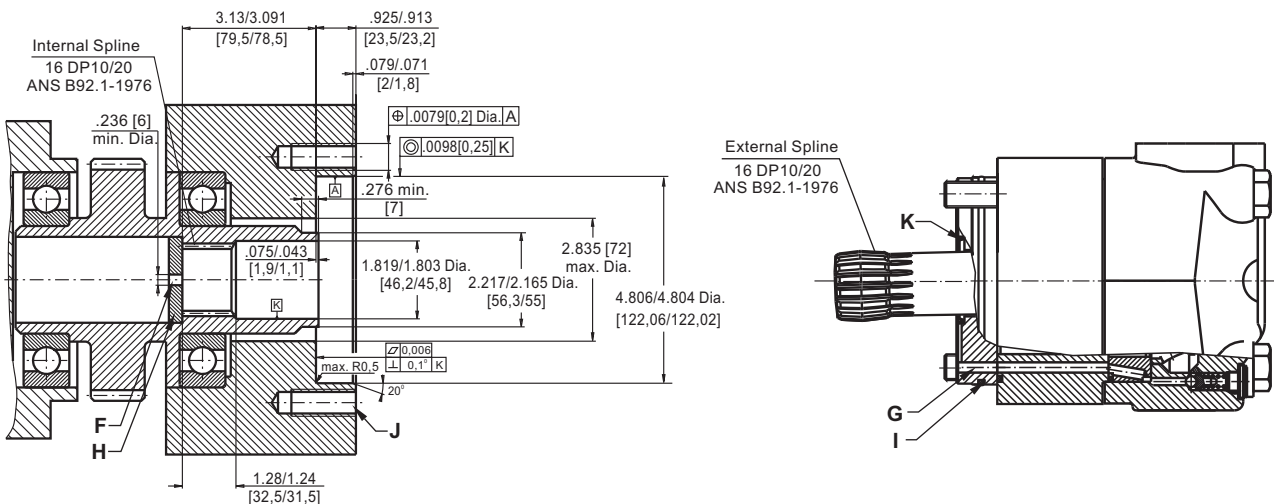 3.13/3.091
[79,5/78,5]
.925/.913
[23,5/23,2]
Internal Spline
16 DP10/20
ANS B92.1-1976
.079/.071
[2/1,8]
.236 [6]
min. Dia.
⌖ .0079[0,2] Dia. A
◎ .0098[0,25] K
A
.276 min.
[7]
.075/.043
[1,9/1,1]
1.819/1.803 Dia.
[46,2/45,8]
2.217/2.165 Dia.
[56,3/55]
2.835 [72]
max. Dia.
4.806/4.804 Dia.
[122,06/122,02]
K
⏥ 0,006
⊥ 0,1° K
max. R0,5
20°
F
H
J
1.28/1.24
[32,5/31,5]
External Spline
16 DP10/20
ANS B92.1-1976
K
G
I